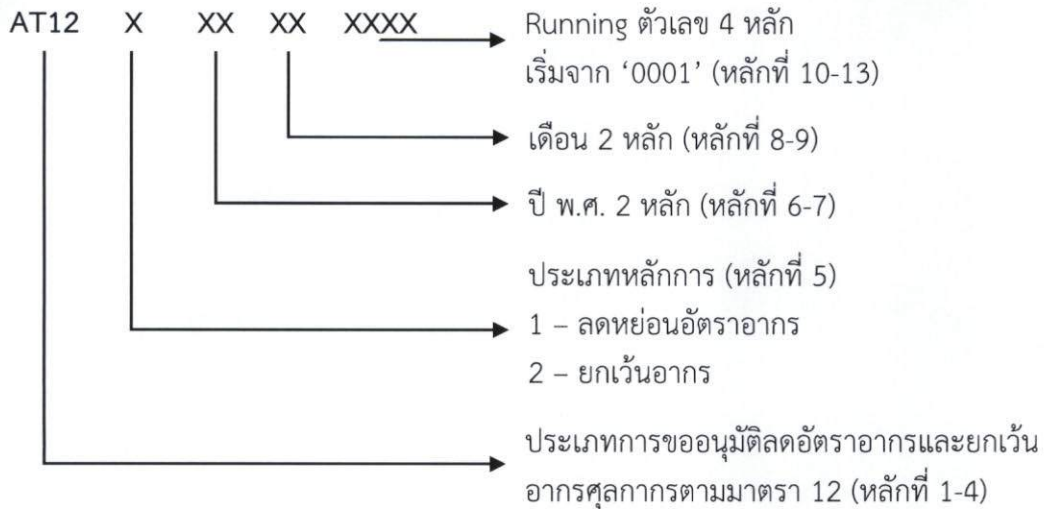 AT12 X XX XX XXXX
Running ตัวเลข 4 หลัก
เริ่มจาก ‘0001’ (หลักที่ 10-13)
เดือน 2 หลัก (หลักที่ 8-9)
ปี พ.ศ. 2 หลัก (หลักที่ 6-7)
ประเภทหลักการ (หลักที่ 5)
1 – ลดหย่อนอัตราอากร
2 – ยกเว้นอากร
ประเภทการขออนุมัติลดอัตราอากรและยกเว้น
อากรศุลกากรตามมาตรา 12 (หลักที่ 1-4)